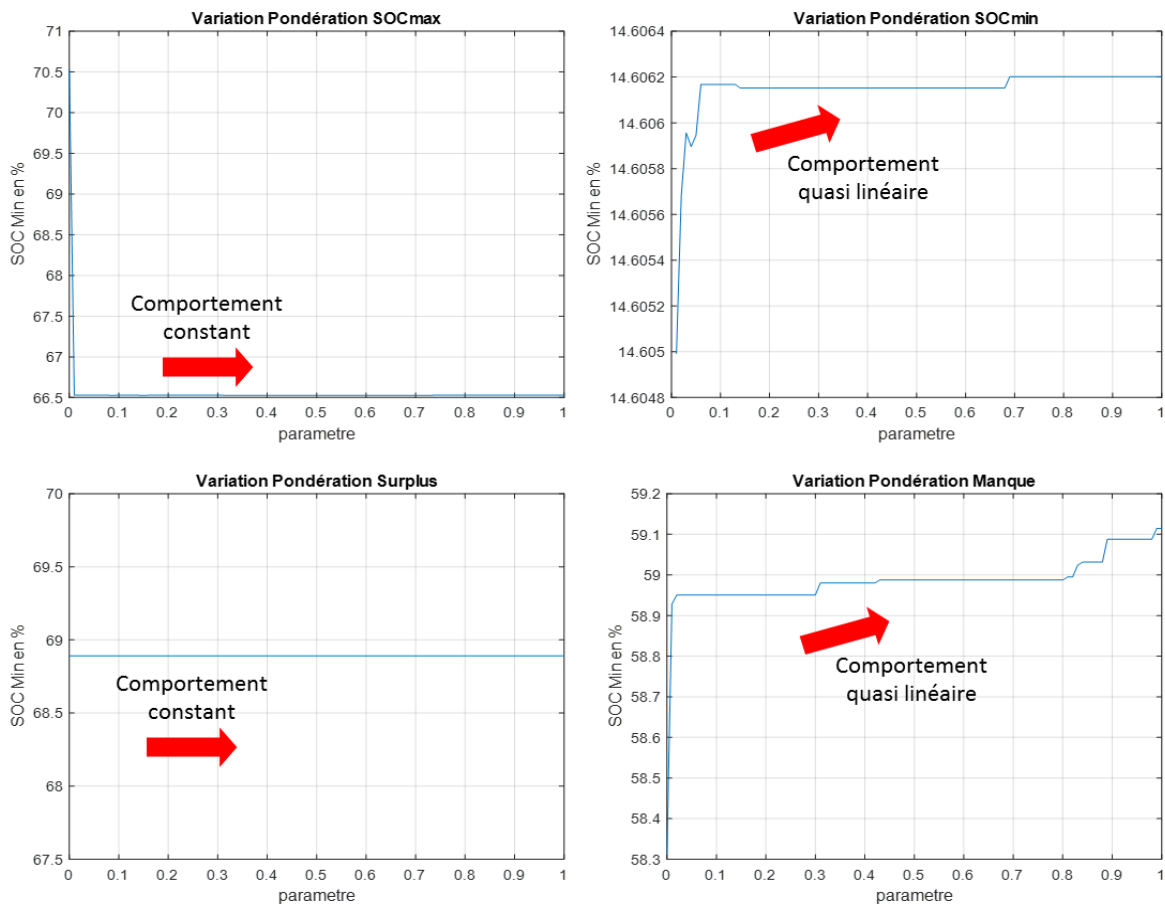 Variation Pondération SOCmax
71
70.5
70
69.5
69
68.5
68
67.5
67
66.5
SOC Min en %
Comportement
constant
0 0.1 0.2 0.3 0.4 0.5 0.6 0.7 0.8 0.9 1
parametre
Variation Pondération SOCmin
14.6064
14.6062
14.606
14.6058
14.6056
14.6054
14.6052
14.605
14.6048
SOC Min en %
Comportement
quasi linéaire
0 0.1 0.2 0.3 0.4 0.5 0.6 0.7 0.8 0.9 1
parametre
Variation Pondération Surplus
70
69.5
69
68.5
68
67.5
SOC Min en %
Comportement
constant
0 0.1 0.2 0.3 0.4 0.5 0.6 0.7 0.8 0.9 1
parametre
Variation Pondération Manque
59.2
59.1
59
58.9
58.8
58.7
58.6
58.5
58.4
58.3
SOC Min en %
Comportement
quasi linéaire
0 0.1 0.2 0.3 0.4 0.5 0.6 0.7 0.8 0.9 1
parametre